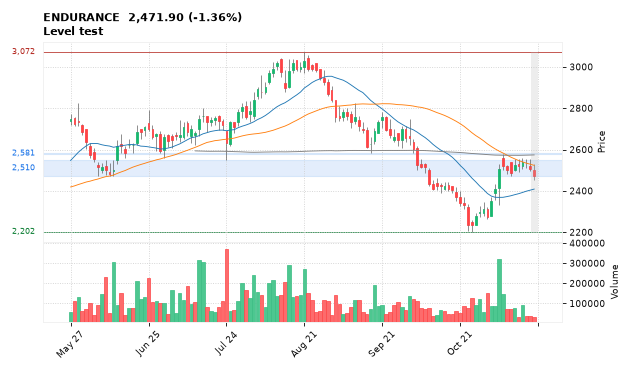 ENDURANCE 2,471.90 (-1.36%)
Level test
3,072
2,581
2,510
2,202
3000
2800
2600
2400
2200
Price
400000
300000
200000
100000
Volume
May 27
Jun 25
Jul 24
Aug 21
Sep 21
Oct 21